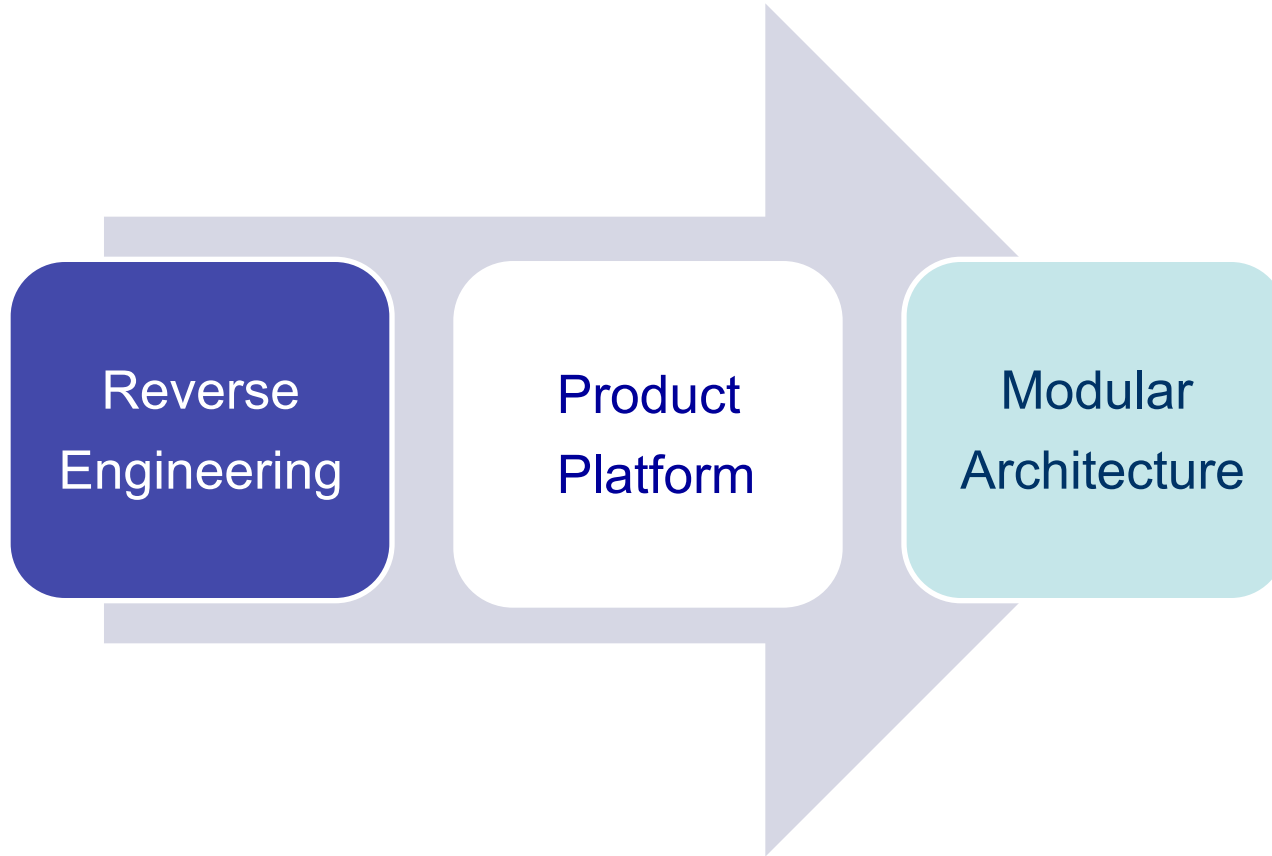 Reverse
Engineering
Product
Platform
Modular
Architecture